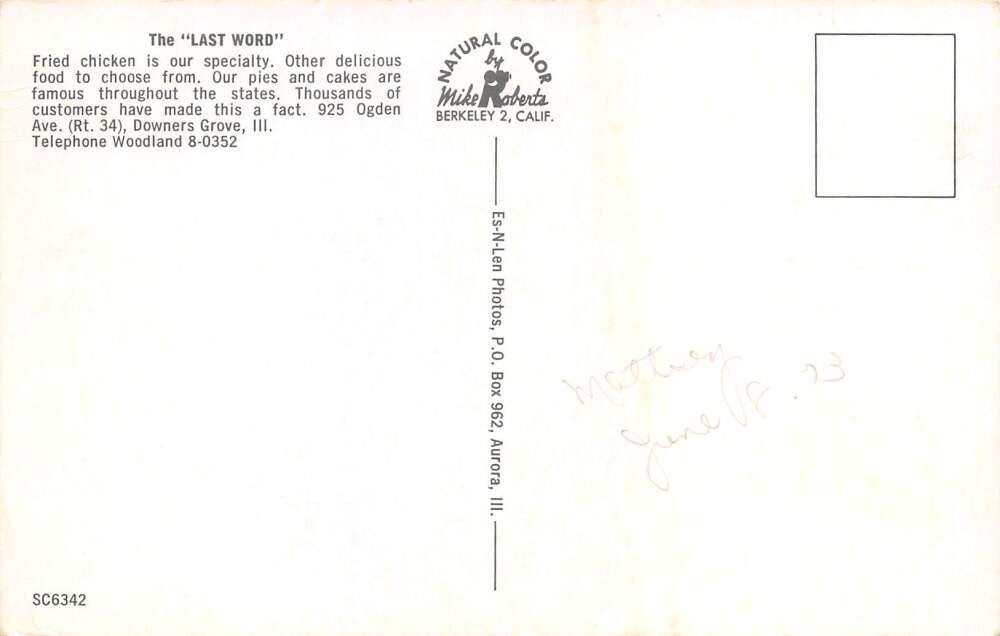 The "LAST WORD"
Fried chicken is our specialty. Other delicious
food to choose from. Our pies and cakes are
famous throughout the states. Thousands of
customers have made this a fact. 925 Ogden
Ave. (Rt. 34), Downers Grove, Ill.
Telephone Woodland 8-0352
NATURAL COLOR
by
Mike Roberts
BERKELEY 2, CALIF.
Es-N-Len Photos, P.O. Box 962, Aurora, Ill.
June 8.
SC6342